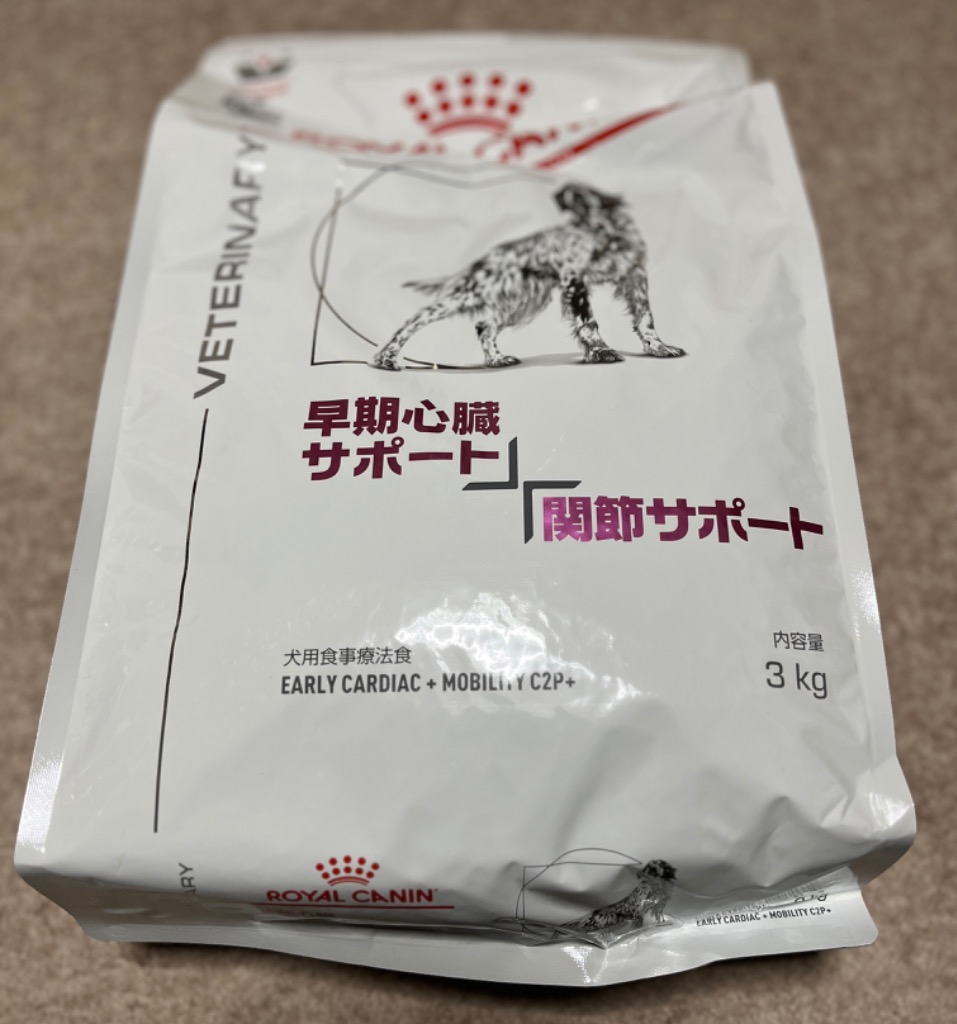 VETERINARY
早期心臓
サポート
関節サポート
犬用食事療法食
EARLY CARDIAC + MOBILITY C2P+
内容量
3 kg
ROYAL CANIN
EARLY CARDIAC + MOBILITY C2P+